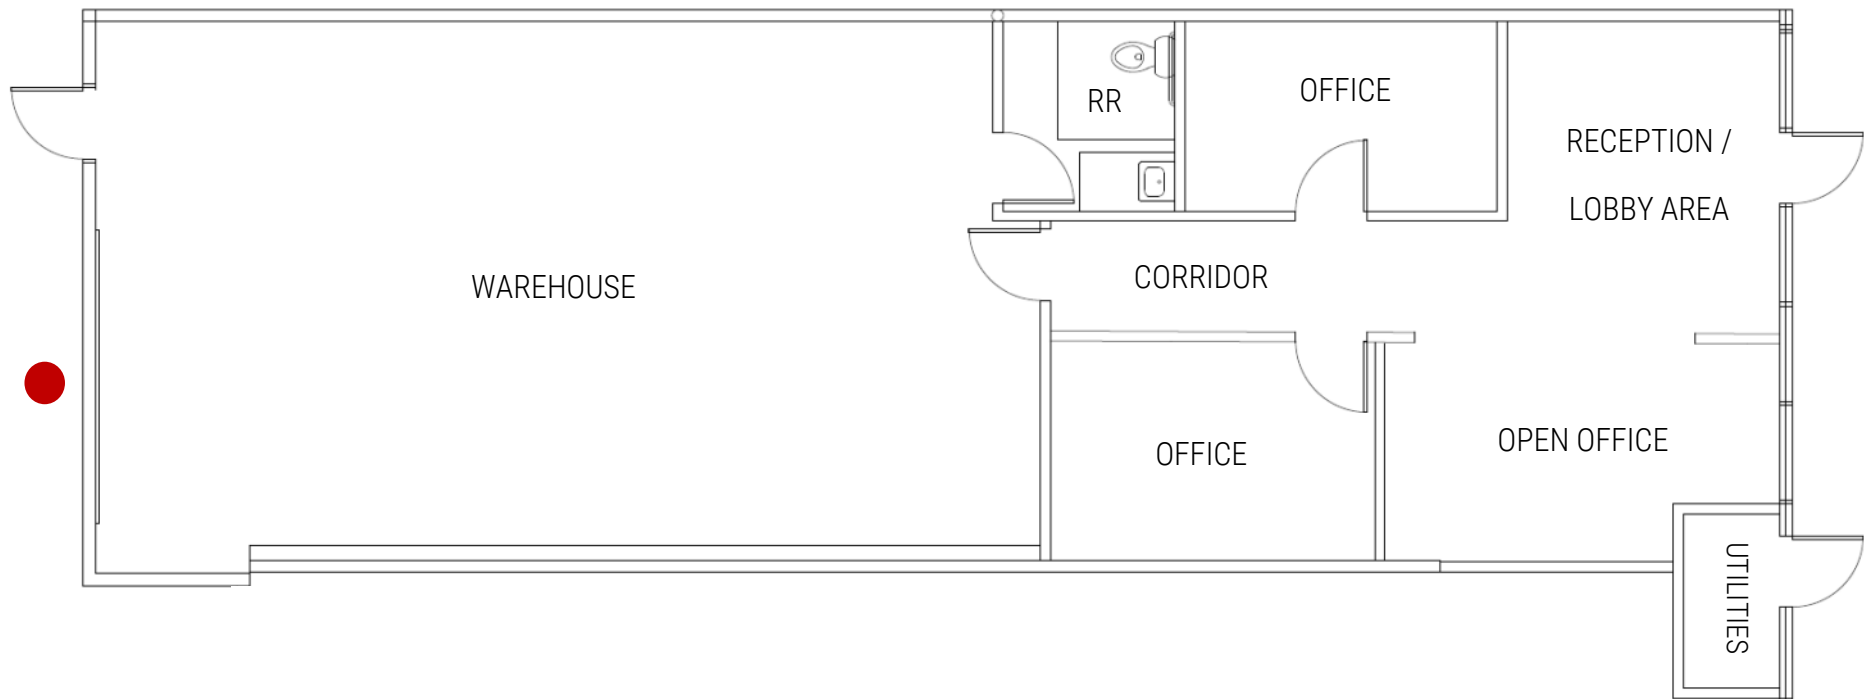 RR
OFFICE
RECEPTION /
LOBBY AREA
WAREHOUSE
CORRIDOR
OFFICE
OPEN OFFICE
UTILITIES